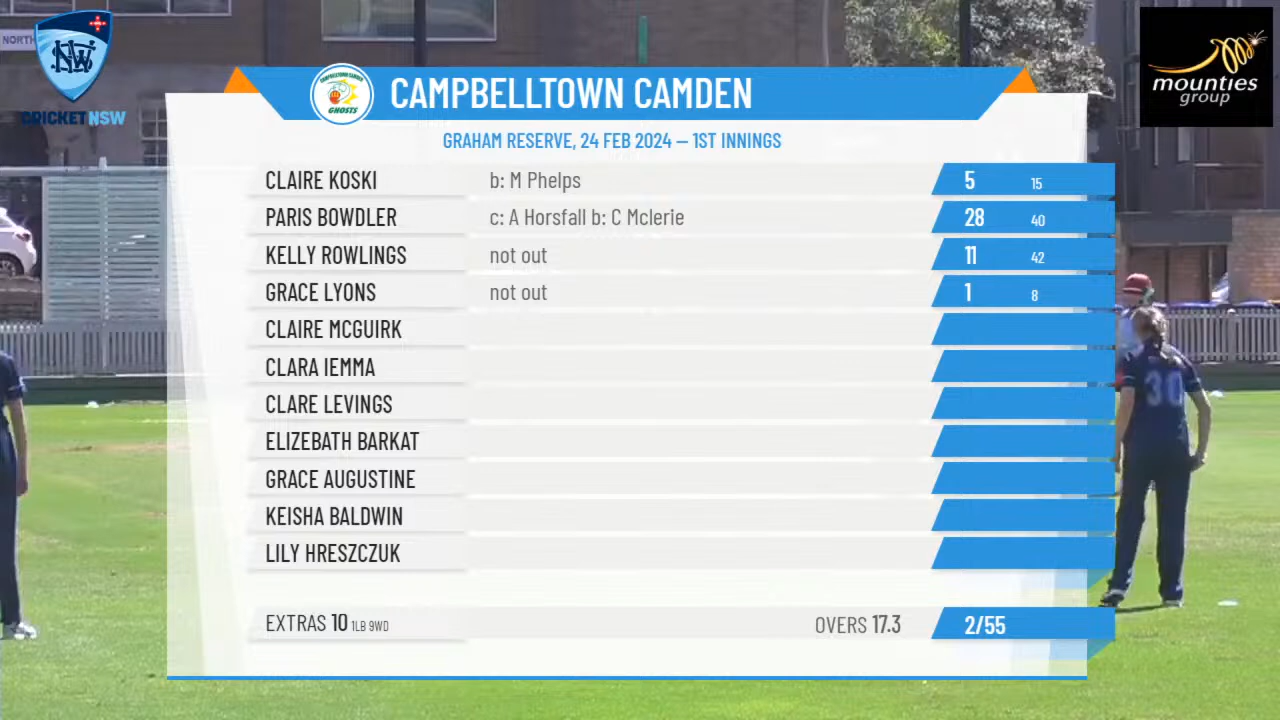 NORTH
CRICKET NSW
mounties
group
CAMPBELLTOWN CAMDEN
GHOSTS
GRAHAM RESERVE, 24 FEB 2024 – 1ST INNINGS
CLAIRE KOSKI b: M Phelps 5 15
PARIS BOWDLER c: A Horsfall b: C Mclerie 28 40
KELLY ROWLINGS not out 11 42
GRACE LYONS not out 1 8
CLAIRE MCGUIRK
CLARA IEMMA
CLARE LEVINGS
ELIZEBATH BARKAT
GRACE AUGUSTINE
KEISHA BALDWIN
LILY HRESZCZUK
EXTRAS 10 1LB 9WD OVERS 17.3 2/55
30